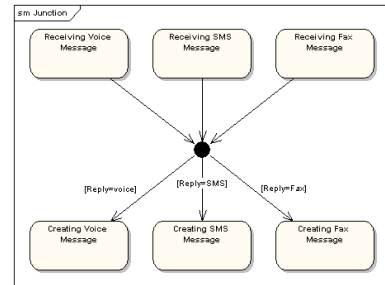 sm Junction
Receiving Voice
Message
Receiving SMS
Message
Receiving Fax
Message
[Reply=voice]
[Reply=SMS]
[Reply=Fax]
Creating Voice
Message
Creating SMS
Message
Creating Fax
Message